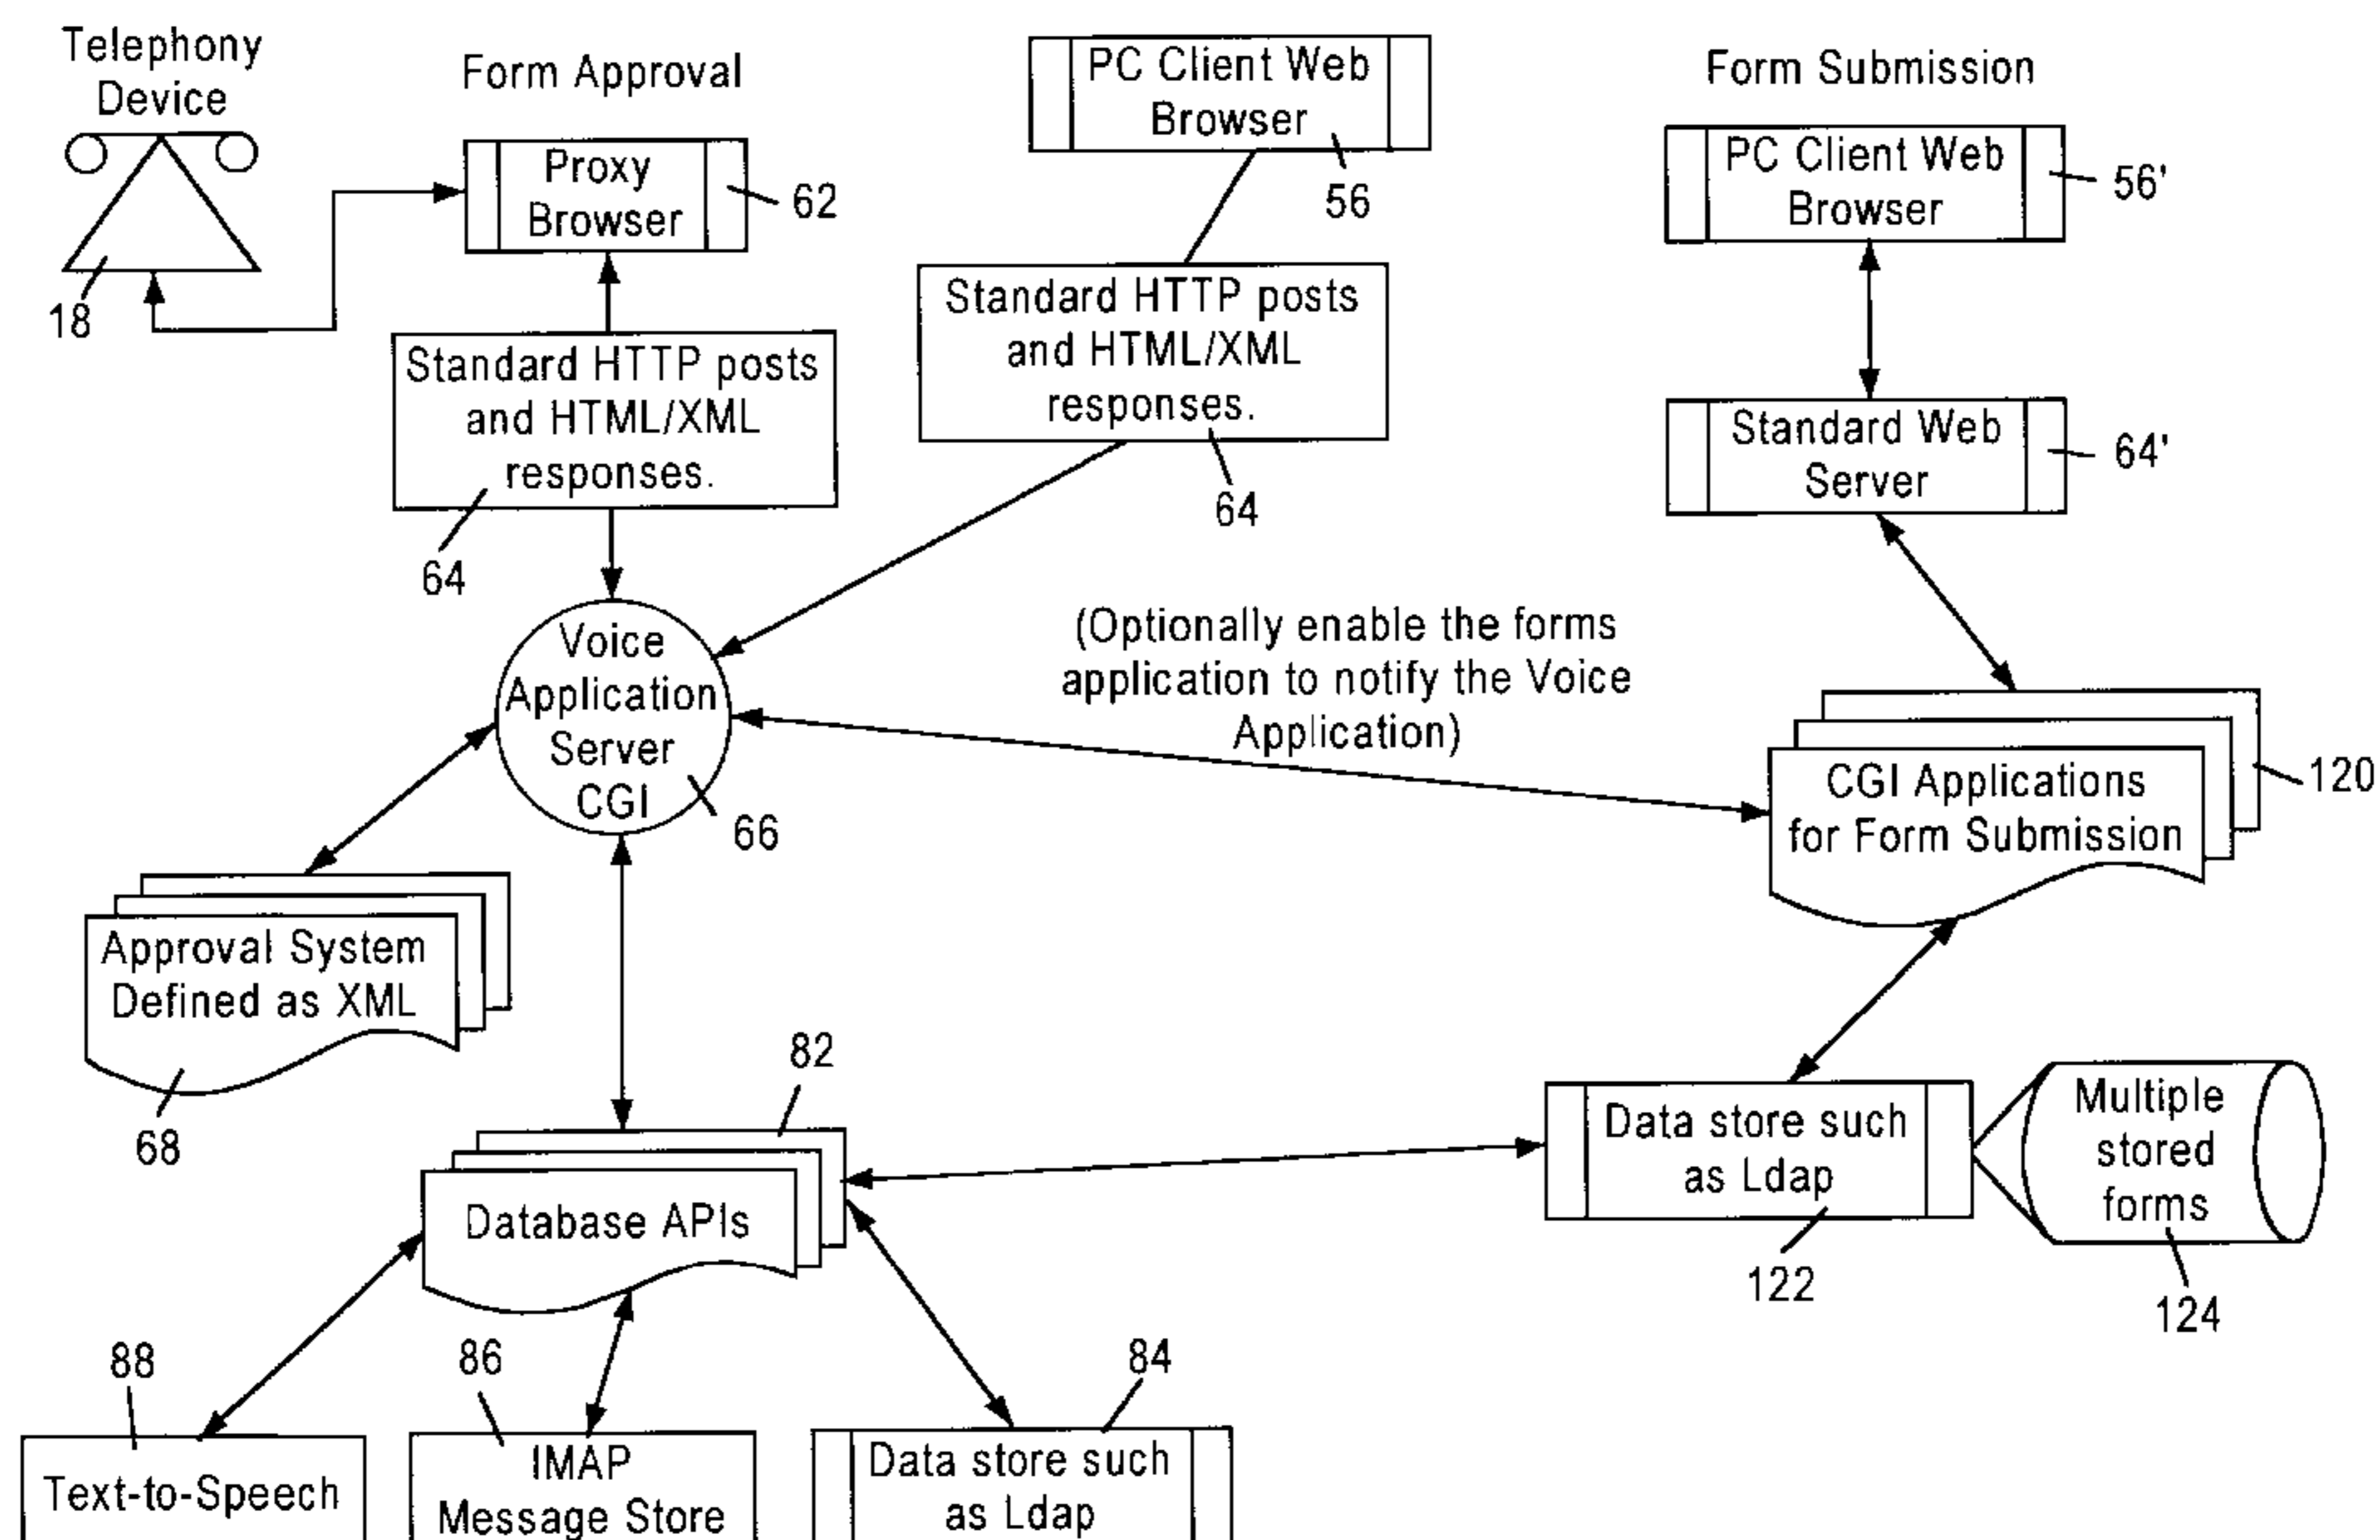 Telephony
Device
18
Form Approval
Proxy
Browser
62
PC Client Web
Browser
56
Form Submission
PC Client Web
Browser
56'
Standard HTTP posts
and HTML/XML
responses.
64
Standard HTTP posts
and HTML/XML
responses.
64
Standard Web
Server
64'
Voice
Application
Server
CGI
66
(Optionally enable the forms
application to notify the Voice
Application)
CGI Applications
for Form Submission
120
Approval System
Defined as XML
68
82
Database APIs
Data store such
as Ldap
122
Multiple
stored
forms
124
88
Text-to-Speech
86
IMAP
Message Store
84
Data store such
as Ldap